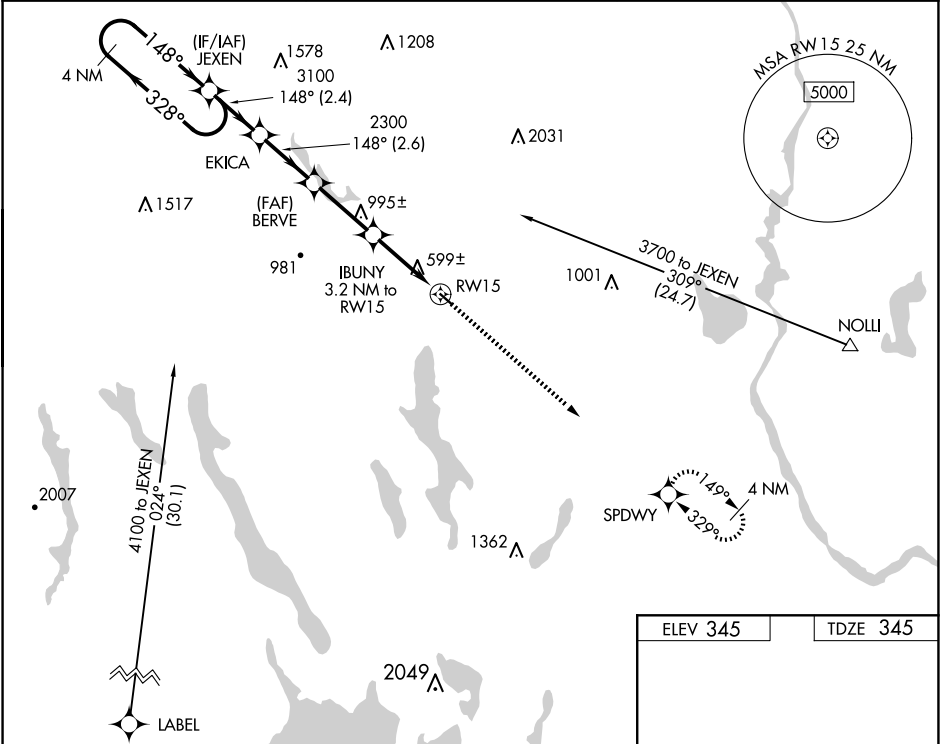 148°
4 NM
328°
(IF/IAF)
JEXEN
1578
1208
3100
148° (2.4)
2300
148° (2.6)
EKICA
2031
MSA RW15 25 NM
5000
1517
(FAF)
BERVE
995±
981
IBUNY
3.2 NM to
RW15
599±
RW15
3700 to JEXEN
309°
(24.7)
1001
NOLLI
4100 to JEXEN
024°
(30.1)
2007
SPDWY
149°
4 NM
329°
1362
ELEV 345
TDZE 345
2049
LABEL